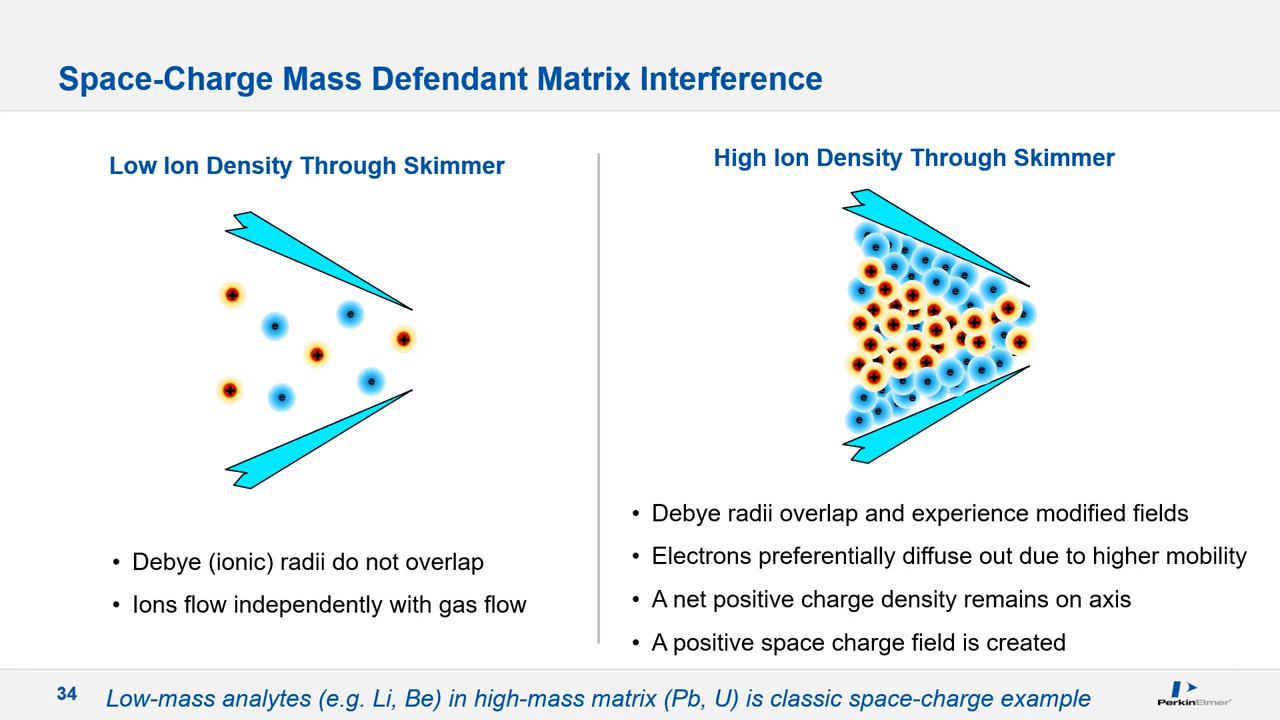 Space-Charge Mass Defendant Matrix Interference
Low Ion Density Through Skimmer
e
e
e
e
• Debye (ionic) radii do not overlap
• Ions flow independently with gas flow
High Ion Density Through Skimmer
• Debye radii overlap and experience modified fields
• Electrons preferentially diffuse out due to higher mobility
• A net positive charge density remains on axis
• A positive space charge field is created
34
Low-mass analytes (e.g. Li, Be) in high-mass matrix (Pb, U) is classic space-charge example
PerkinElmer